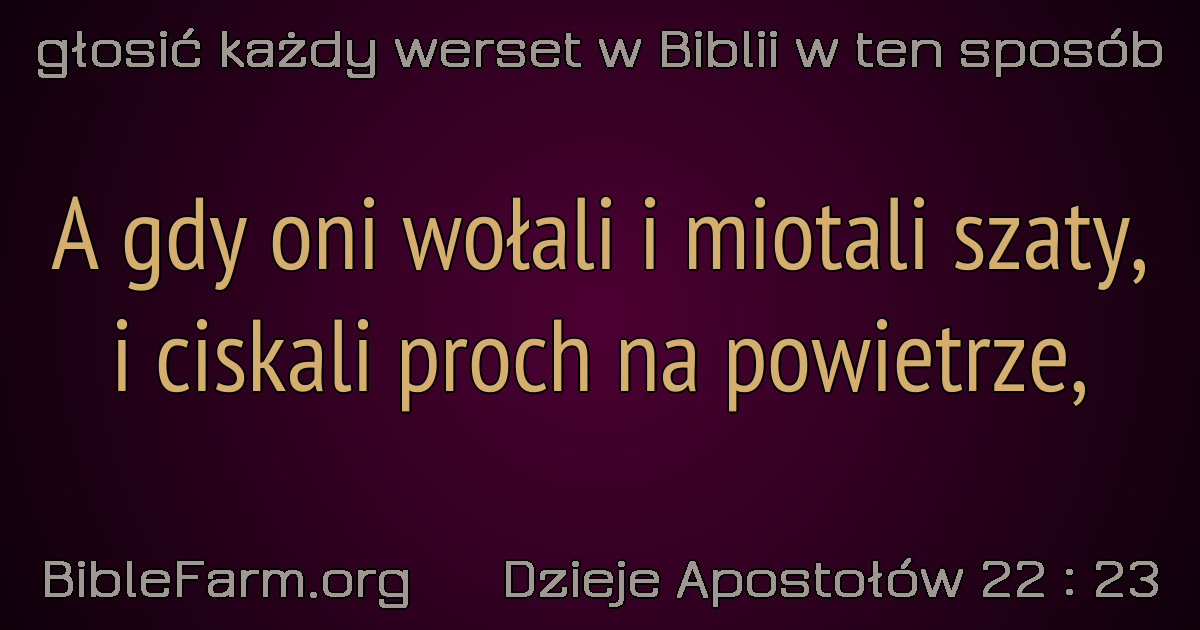 głosić każdy werset w Biblii w ten sposób
A gdy oni wołali i miotali szaty,
i ciskali proch na powietrze,
BibleFarm.org Dzieje Apostołów 22 : 23